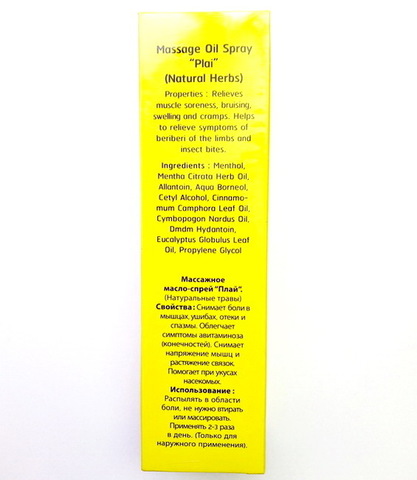 Massage Oil Spray
"Plai"
(Natural Herbs)
Properties : Relieves
muscle soreness, bruising,
swelling and cramps. Helps
to relieve symptoms of
beriberi of the limbs and
insect bites.
Ingredients : Menthol,
Mentha Citrata Herb Oil,
Allantoin, Aqua Borneol,
Cetyl Alcohol, Cinnamo-
mum Camphora Leaf Oil,
Cymbopogon Nardus Oil,
Dmdm Hydantoin,
Eucalyptus Globulus Leaf
Oil, Propylene Glycol
Массажное
масло-спрей "Плай".
(Натуральные травы)
Свойства : Снимает боли в
мышцах, ушибах, отеки и
спазмы. Облегчает
симптомы авитаминоза
(конечностей). Снимает
напряжение мышц и
растяжение связок.
Помогает при укусах
насекомых.
Использование :
Распылять в области
боли, не нужно втирать
или массировать.
Применять 2-3 раза
в день. (Только для
наружного применения).